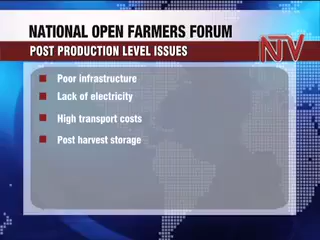 NATIONAL OPEN FARMERS FORUM
POST PRODUCTION LEVEL ISSUES
NTV
Poor infrastructure
Lack of electricity
High transport costs
Post harvest storage